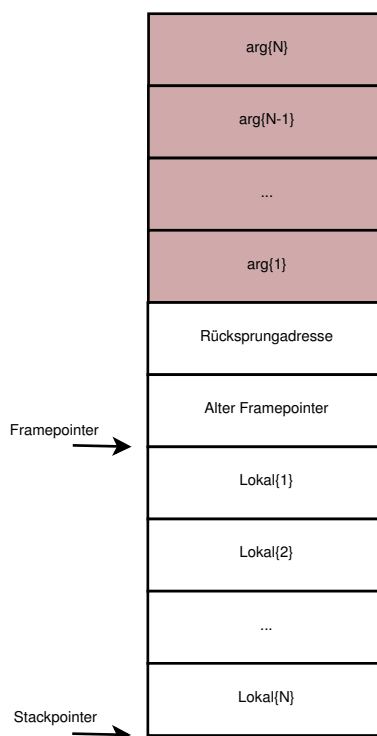 arg{N}
arg{N-1}
...
arg{1}
Rücksprungadresse
Alter Framepointer
Framepointer
Lokal{1}
Lokal{2}
...
Lokal{N}
Stackpointer